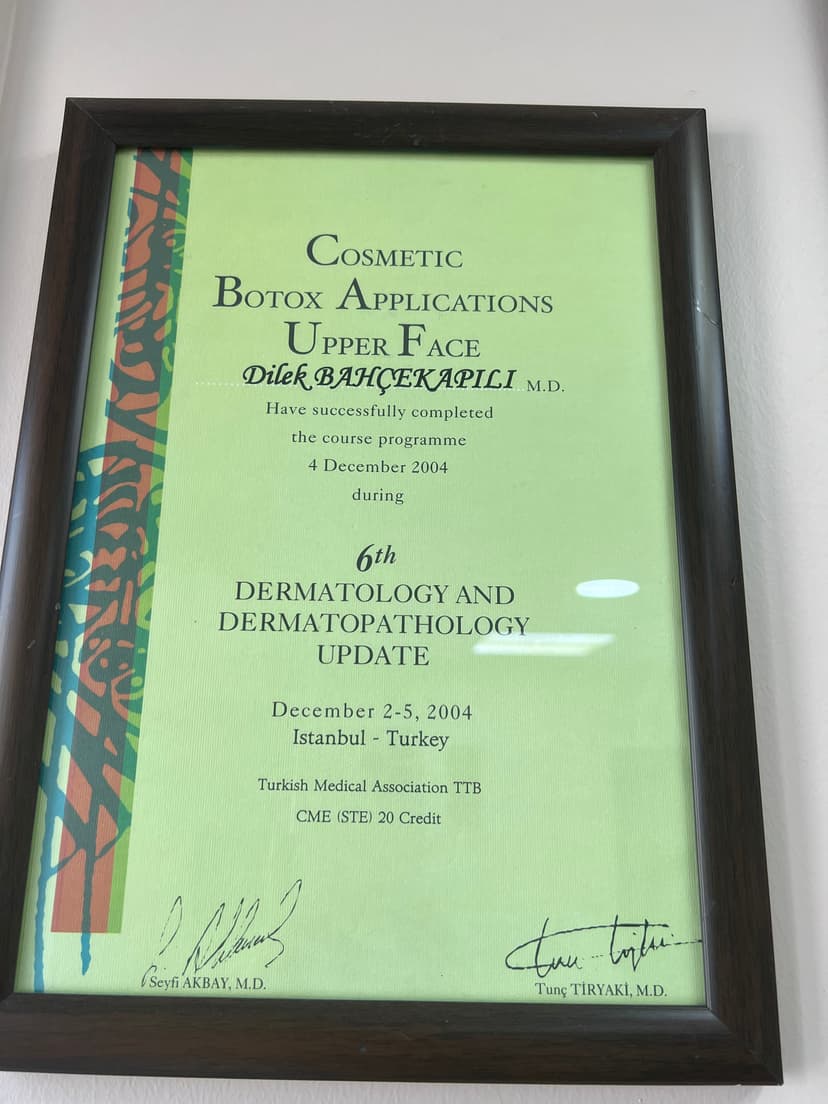 COSMETIC
BOTOX APPLICATIONS
UPPER FACE
Dilek BAHÇEKAPILI M.D.
Have successfully completed
the course programme
4 December 2004
during
6th
DERMATOLOGY AND
DERMATOPATHOLOGY
UPDATE
December 2-5, 2004
Istanbul - Turkey
Turkish Medical Association TTB
CME (STE) 20 Credit
Seyfi AKBAY, M.D.
Tunç TİRYAKİ, M.D.